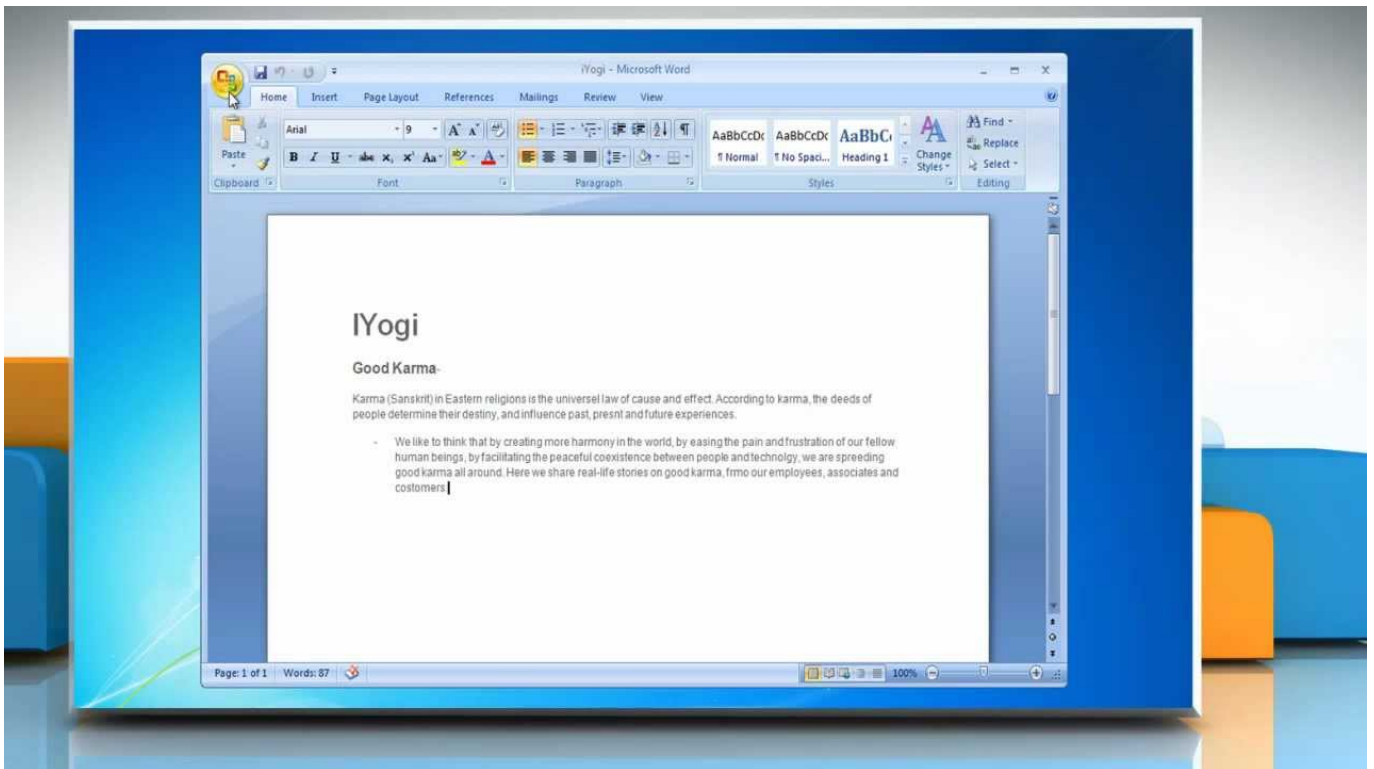 iYogi - Microsoft Word
Home Insert Page Layout References Mailings Review View
Arial 9 AaBbCcDc AaBbCcDc AaBbC Find
Replace
Paste B I U abc x, x² Aa A ¶ Normal ¶ No Spaci... Heading 1 Change Styles Select
Clipboard Font Paragraph Styles Editing
IYogi
Good Karma-
Karma (Sanskrit) in Eastern religions is the universel law of cause and effect. According to karma, the deeds of
people determine their destiny, and influence past, presnt and future experiences.
- We like to think that by creating more harmony in the world, by easing the pain and frustration of our fellow
human beings, by facilitating the peaceful coexistence between people and technolgy, we are spreeding
good karma all around. Here we share real-life stories on good karma, frmo our employees, associates and
costomers.
Page: 1 of 1 Words: 87 100%